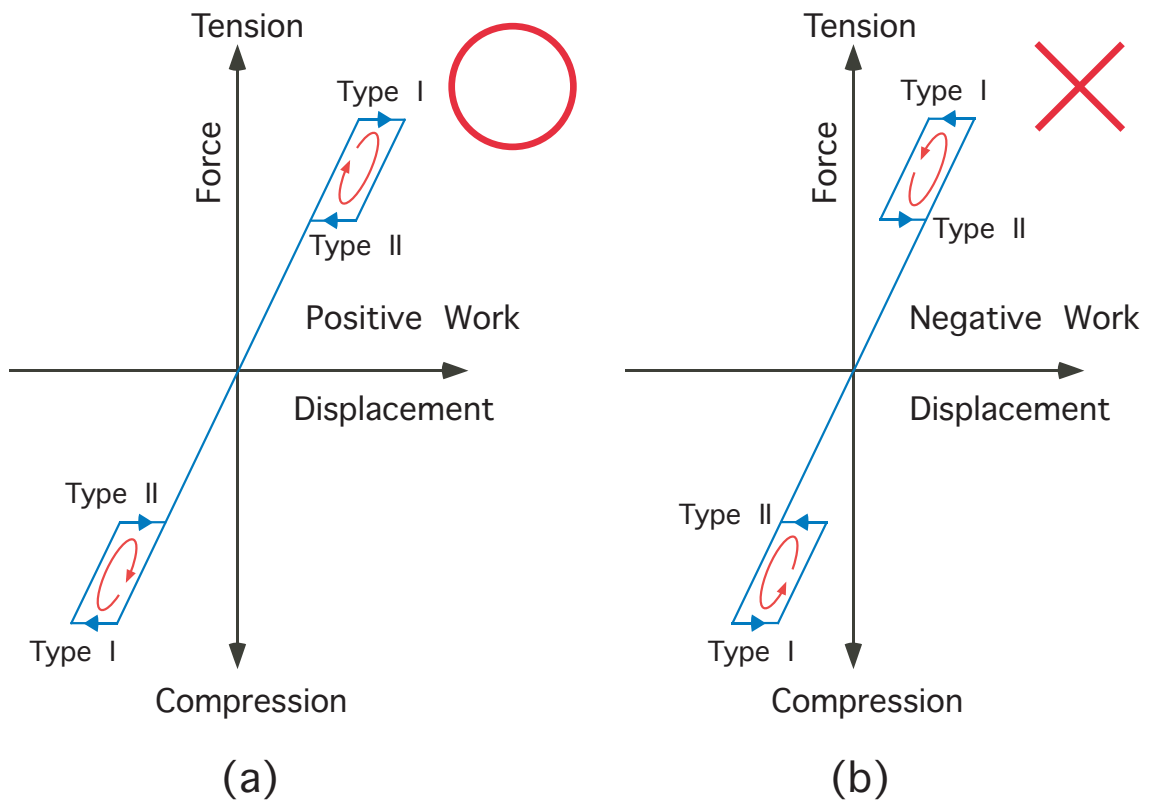 Tension
Type I
Force
Type II
Positive Work
Displacement
Type II
Type I
Compression
(a)
Tension
Type I
Force
Type II
Negative Work
Displacement
Type II
Type I
Compression
(b)